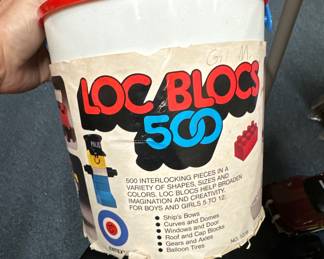 LOC BLOCS
500
POLICE
500 INTERLOCKING PIECES IN A
VARIETY OF SHAPES, SIZES AND
COLORS. LOC BLOCS HELP BROADEN
IMAGINATION AND CREATIVITY.
FOR BOYS AND GIRLS 5 TO 12.
• Ship's Bows
• Curves and Domes
• Windows and Door
• Roof and Cap Blocks
• Gears and Axles
• Balloon Tires
NO.